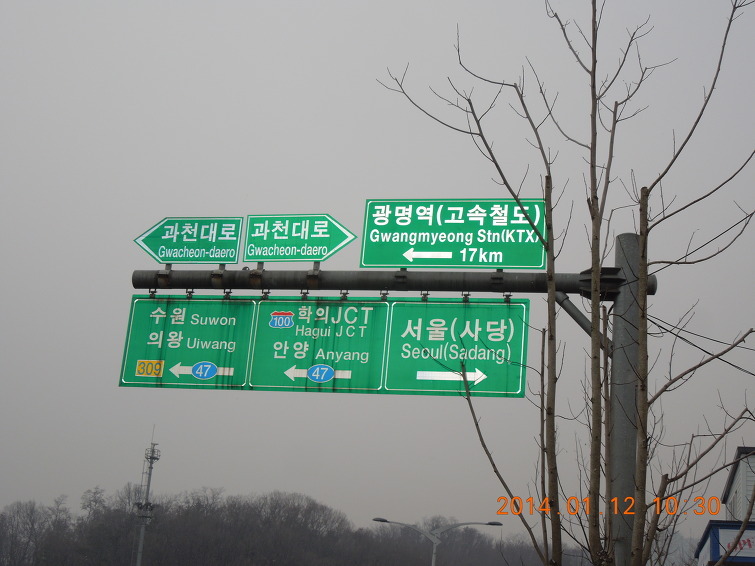 과천대로
Gwacheon-daero
과천대로
Gwacheon-daero
광명역(고속철도)
Gwangmyeong Stn(KTX)
17km
수원 Suwon
의왕 Uiwang
309
47
100
학의JCT
Hagui JCT
안양 Anyang
47
서울(사당)
Seoul(Sadang)
2014.01.12 10:30